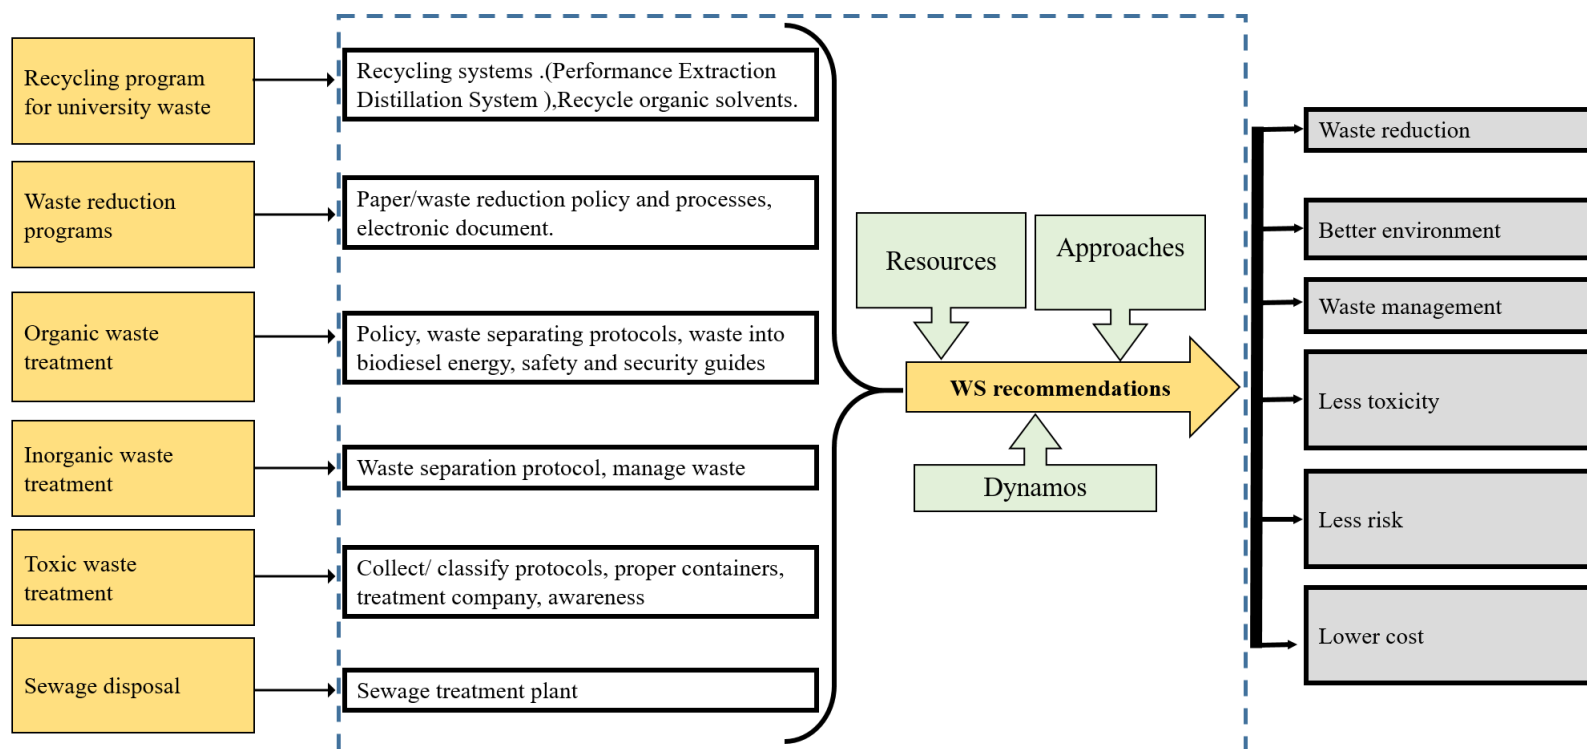 Recycling program
for university waste
Recycling systems .(Performance Extraction
Distillation System ),Recycle organic solvents.
Waste reduction
programs
Paper/waste reduction policy and processes,
electronic document.
Organic waste
treatment
Policy, waste separating protocols, waste into
biodiesel energy, safety and security guides
Inorganic waste
treatment
Waste separation protocol, manage waste
Toxic waste
treatment
Collect/ classify protocols, proper containers,
treatment company, awareness
Sewage disposal
Sewage treatment plant
Resources
Approaches
WS recommendations
Dynamos
Waste reduction
Better environment
Waste management
Less toxicity
Less risk
Lower cost